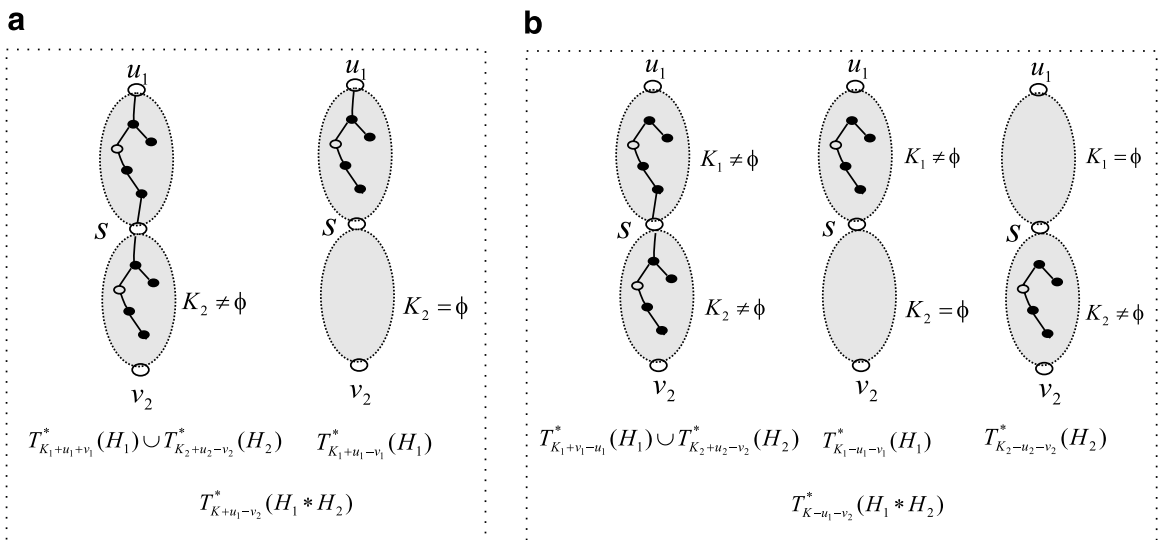 a
b
u₁
u₁
u₁
u₁
u₁
K₁ ≠ ϕ
K₁ ≠ ϕ
K₁ = ϕ
S
S
S
S
S
K₂ ≠ ϕ
K₂ = ϕ
K₂ ≠ ϕ
K₂ = ϕ
K₂ ≠ ϕ
v₂
v₂
v₂
v₂
v₂
T*_{K₁+u₁+v₁}(H₁) ∪ T*_{K₂+u₂−v₂}(H₂)
T*_{K₁+u₁−v₁}(H₁)
T*_{K₁+v₁−u₁}(H₁) ∪ T*_{K₂+u₂−v₂}(H₂)
T*_{K₁−u₁−v₁}(H₁)
T*_{K₂−u₂−v₂}(H₂)
T*_{K+u₁−v₂}(H₁ * H₂)
T*_{K−u₁−v₂}(H₁ * H₂)